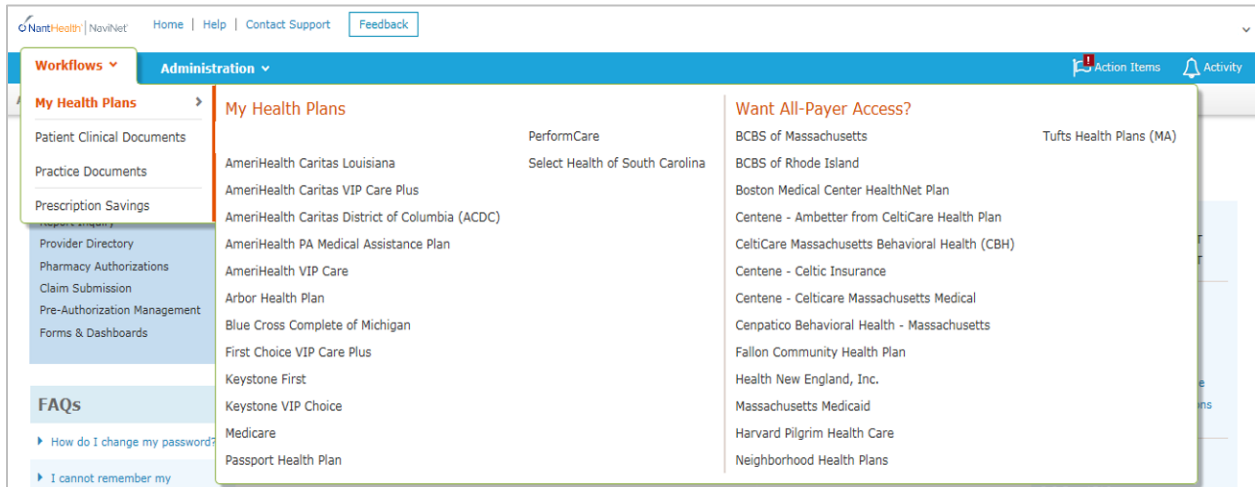 NantHealth | NaviNet Home | Help | Contact Support Feedback
Workflows Administration Action Items Activity
My Health Plans
Patient Clinical Documents
Practice Documents
Prescription Savings
Report Inquiry
Provider Directory
Pharmacy Authorizations
Claim Submission
Pre-Authorization Management
Forms & Dashboards
FAQs
How do I change my password?
I cannot remember my
My Health Plans
AmeriHealth Caritas Louisiana
AmeriHealth Caritas VIP Care Plus
AmeriHealth Caritas District of Columbia (ACDC)
AmeriHealth PA Medical Assistance Plan
AmeriHealth VIP Care
Arbor Health Plan
Blue Cross Complete of Michigan
First Choice VIP Care Plus
Keystone First
Keystone VIP Choice
Medicare
Passport Health Plan
PerformCare
Select Health of South Carolina
Want All-Payer Access?
BCBS of Massachusetts
BCBS of Rhode Island
Boston Medical Center HealthNet Plan
Centene - Ambetter from CeltiCare Health Plan
CeltiCare Massachusetts Behavioral Health (CBH)
Centene - Celtic Insurance
Centene - Celticare Massachusetts Medical
Cenpatico Behavioral Health - Massachusetts
Fallon Community Health Plan
Health New England, Inc.
Massachusetts Medicaid
Harvard Pilgrim Health Care
Neighborhood Health Plans
Tufts Health Plans (MA)